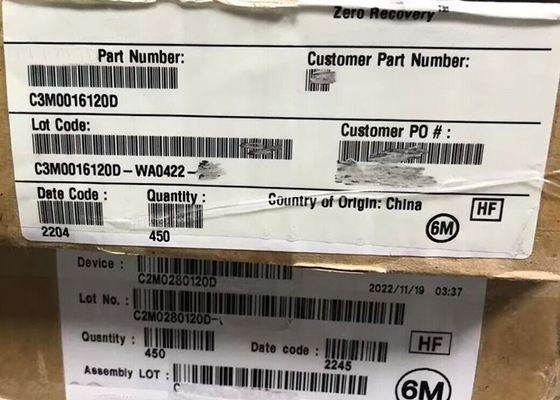 Zero Recovery™
Part Number: Customer Part Number:
C3M0016120D
Lot Code: Customer PO # :
C3M0016120D-WA0422-
Date Code : Quantity : Country of Origin: China
2204 450 6M HF
Device : C2M0280120D 2022/11/19 03:37
Lot No. : C2M0280120D-
Quantity : 450 Date code : 2245 HF
Assembly LOT : 6M